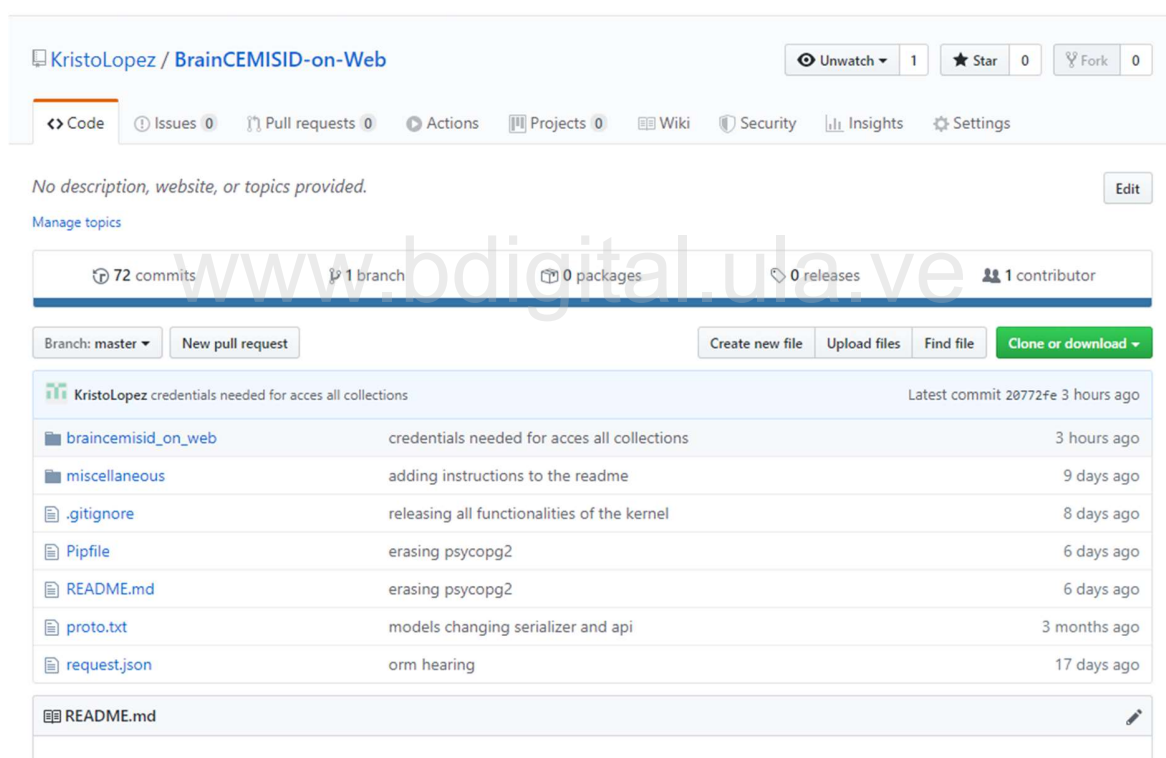 KristoLopez / BrainCEMISID-on-Web Unwatch 1 Star 0 Fork 0
Code Issues 0 Pull requests 0 Actions Projects 0 Wiki Security Insights Settings
No description, website, or topics provided. Edit
Manage topics
www.bdigital.ula.ve
72 commits 1 branch 0 packages 0 releases 1 contributor
Branch: master New pull request Create new file Upload files Find file Clone or download
KristoLopez credentials needed for acces all collections Latest commit 20772fe 3 hours ago
braincemisid_on_web credentials needed for acces all collections 3 hours ago
miscellaneous adding instructions to the readme 9 days ago
.gitignore releasing all functionalities of the kernel 8 days ago
Pipfile erasing psycopg2 6 days ago
README.md erasing psycopg2 6 days ago
proto.txt models changing serializer and api 3 months ago
request.json orm hearing 17 days ago
README.md